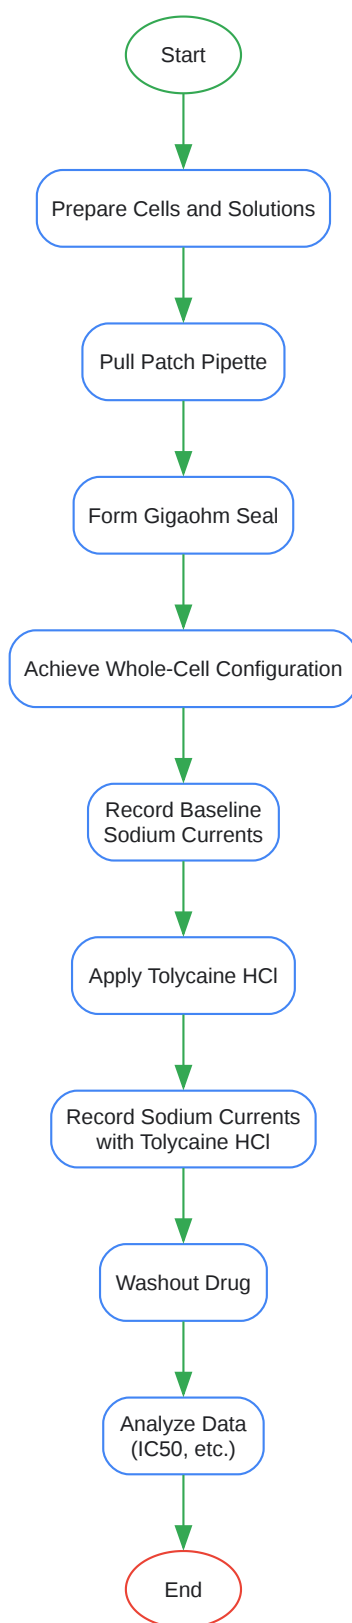 Start
Prepare Cells and Solutions
Pull Patch Pipette
Form Gigaohm Seal
Achieve Whole-Cell Configuration
Record Baseline
Sodium Currents
Apply Tolycaine HCl
Record Sodium Currents
with Tolycaine HCl
Washout Drug
Analyze Data
(IC50, etc.)
End